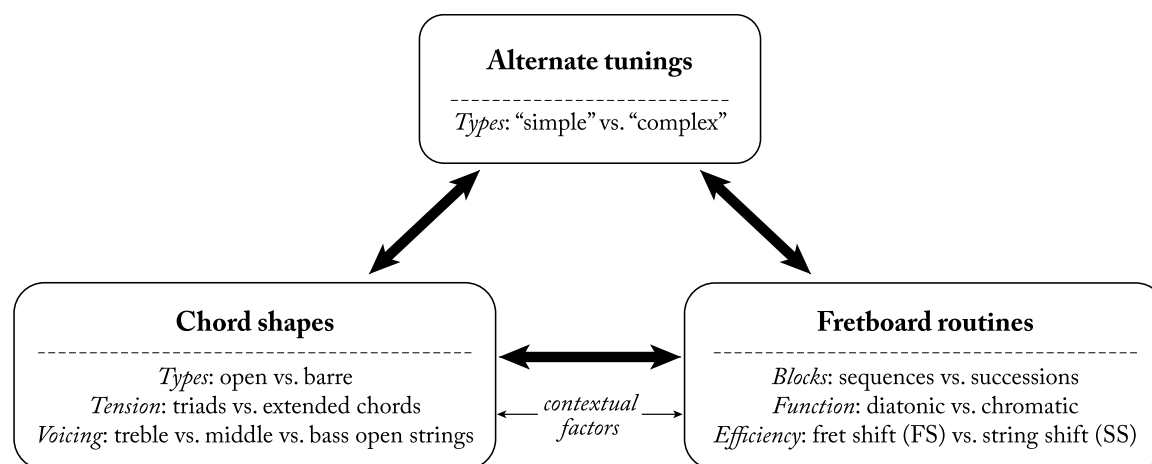 Alternate tunings
Types: “simple” vs. “complex”
Chord shapes
Types: open vs. barre
Tension: triads vs. extended chords
Voicing: treble vs. middle vs. bass open strings
contextual
factors
Fretboard routines
Blocks: sequences vs. successions
Function: diatonic vs. chromatic
Efficiency: fret shift (FS) vs. string shift (SS)